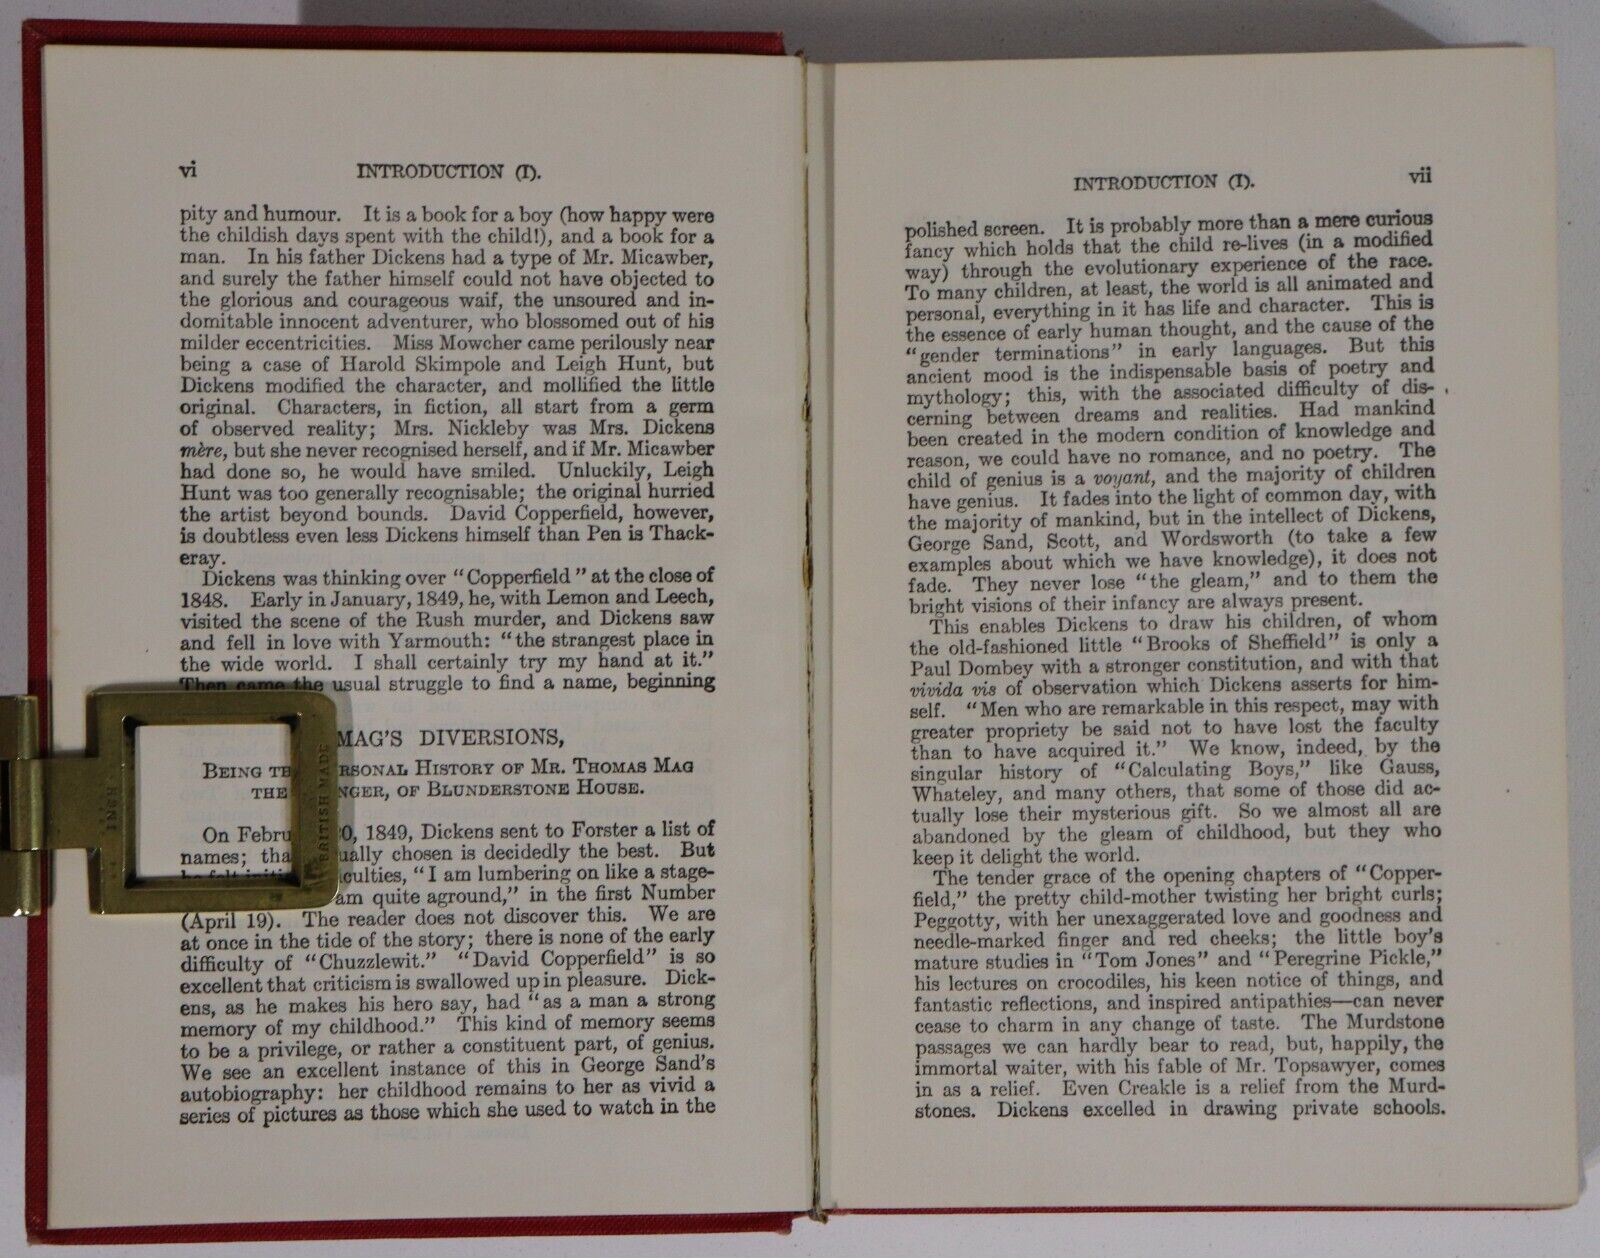 vi INTRODUCTION (I).
pity and humour. It is a book for a boy (how happy were
the childish days spent with the child!), and a book for a
man. In his father Dickens had a type of Mr. Micawber,
and surely the father himself could not have objected to
the glorious and courageous waif, the unsoured and in-
domitable innocent adventurer, who blossomed out of his
milder eccentricities. Miss Mowcher came perilously near
being a case of Harold Skimpole and Leigh Hunt, but
Dickens modified the character, and mollified the little
original. Characters, in fiction, all start from a germ
of observed reality; Mrs. Nickleby was Mrs. Dickens
mère, but she never recognised herself, and if Mr. Micawber
had done so, he would have smiled. Unluckily, Leigh
Hunt was too generally recognisable; the original hurried
the artist beyond bounds. David Copperfield, however,
is doubtless even less Dickens himself than Pen is Thack-
eray.
Dickens was thinking over "Copperfield" at the close of
1848. Early in January, 1849, he, with Lemon and Leech,
visited the scene of the Rush murder, and Dickens saw
and fell in love with Yarmouth: "the strangest place in
the wide world. I shall certainly try my hand at it."
Then came the usual struggle to find a name, beginning
MAG'S DIVERSIONS,
BEING THE PERSONAL HISTORY OF MR. THOMAS MAG
THE NGER, OF BLUNDERSTONE HOUSE.
On Febru 0, 1849, Dickens sent to Forster a list of
names; tha ually chosen is decidedly the best. But
he felt initi culties, "I am lumbering on like a stage-
am quite aground," in the first Number
(April 19). The reader does not discover this. We are
at once in the tide of the story; there is none of the early
difficulty of "Chuzzlewit." "David Copperfield" is so
excellent that criticism is swallowed up in pleasure. Dick-
ens, as he makes his hero say, had "as a man a strong
memory of my childhood." This kind of memory seems
to be a privilege, or rather a constituent part, of genius.
We see an excellent instance of this in George Sand's
autobiography: her childhood remains to her as vivid a
series of pictures as those which she used to watch in the
INCH
BRITISH MADE
INTRODUCTION (I). vii
polished screen. It is probably more than a mere curious
fancy which holds that the child re-lives (in a modified
way) through the evolutionary experience of the race.
To many children, at least, the world is all animated and
personal, everything in it has life and character. This is
the essence of early human thought, and the cause of the
"gender terminations" in early languages. But this
ancient mood is the indispensable basis of poetry and
mythology; this, with the associated difficulty of dis-
cerning between dreams and realities. Had mankind
been created in the modern condition of knowledge and
reason, we could have no romance, and no poetry. The
child of genius is a voyant, and the majority of children
have genius. It fades into the light of common day, with
the majority of mankind, but in the intellect of Dickens,
George Sand, Scott, and Wordsworth (to take a few
examples about which we have knowledge), it does not
fade. They never lose "the gleam," and to them the
bright visions of their infancy are always present.
This enables Dickens to draw his children, of whom
the old-fashioned little "Brooks of Sheffield" is only a
Paul Dombey with a stronger constitution, and with that
vivida vis of observation which Dickens asserts for him-
self. "Men who are remarkable in this respect, may with
greater propriety be said not to have lost the faculty
than to have acquired it." We know, indeed, by the
singular history of "Calculating Boys," like Gauss,
Whateley, and many others, that some of those did ac-
tually lose their mysterious gift. So we almost all are
abandoned by the gleam of childhood, but they who
keep it delight the world.
The tender grace of the opening chapters of "Copper-
field," the pretty child-mother twisting her bright curls;
Peggotty, with her unexaggerated love and goodness and
needle-marked finger and red cheeks; the little boy's
mature studies in "Tom Jones" and "Peregrine Pickle,"
his lectures on crocodiles, his keen notice of things, and
fantastic reflections, and inspired antipathies—can never
cease to charm in any change of taste. The Murdstone
passages we can hardly bear to read, but, happily, the
immortal waiter, with his fable of Mr. Topsawyer, comes
in as a relief. Even Creakle is a relief from the Murd-
stones. Dickens excelled in drawing private schools.